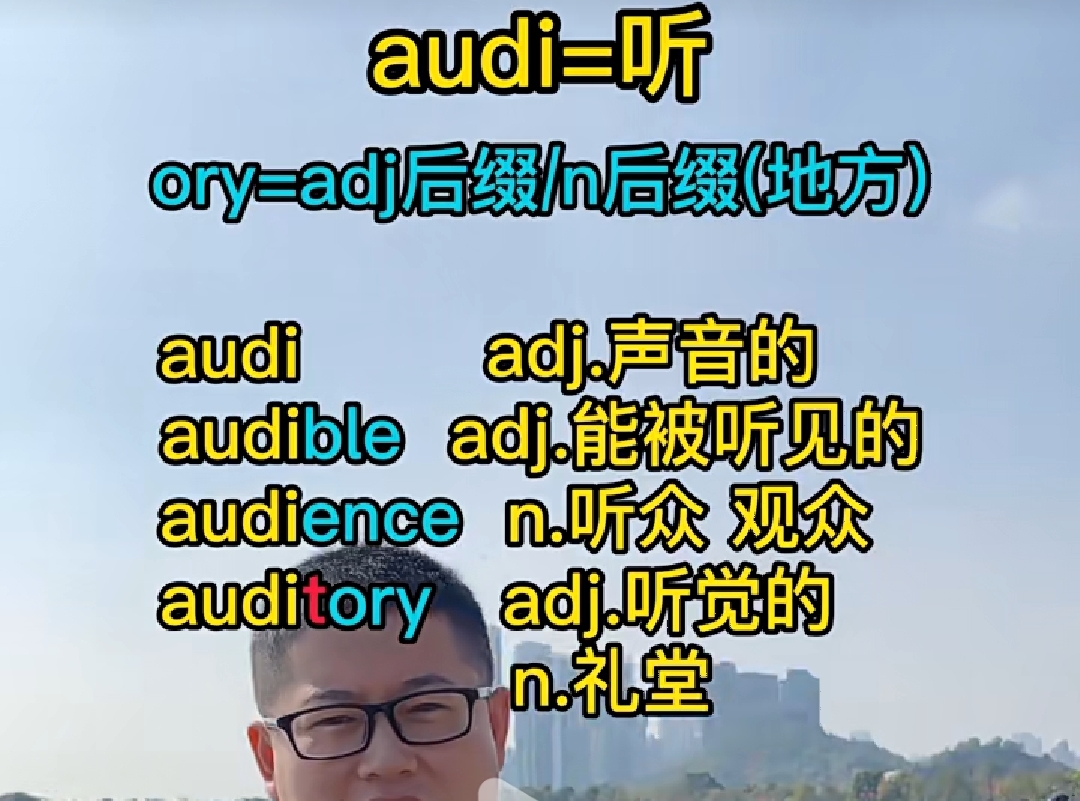 audi=听
ory=adj后缀/n后缀(地方)
audi adj.声音的
audible adj.能被听见的
audience n.听众 观众
auditory adj.听觉的
n.礼堂